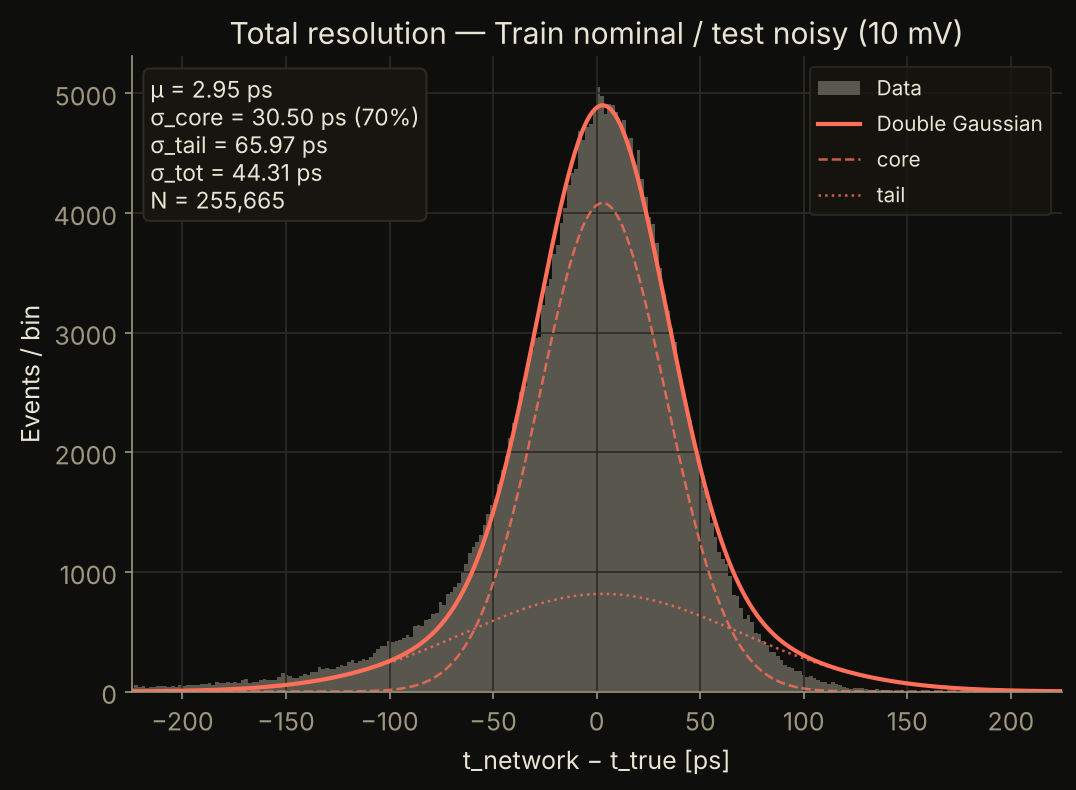 Total resolution — Train nominal / test noisy (10 mV)
μ = 2.95 ps
σ_core = 30.50 ps (70%)
σ_tail = 65.97 ps
σ_tot = 44.31 ps
N = 255,665
Data
Double Gaussian
core
tail
Events / bin
5000
4000
3000
2000
1000
0
−200 −150 −100 −50 0 50 100 150 200
t_network − t_true [ps]